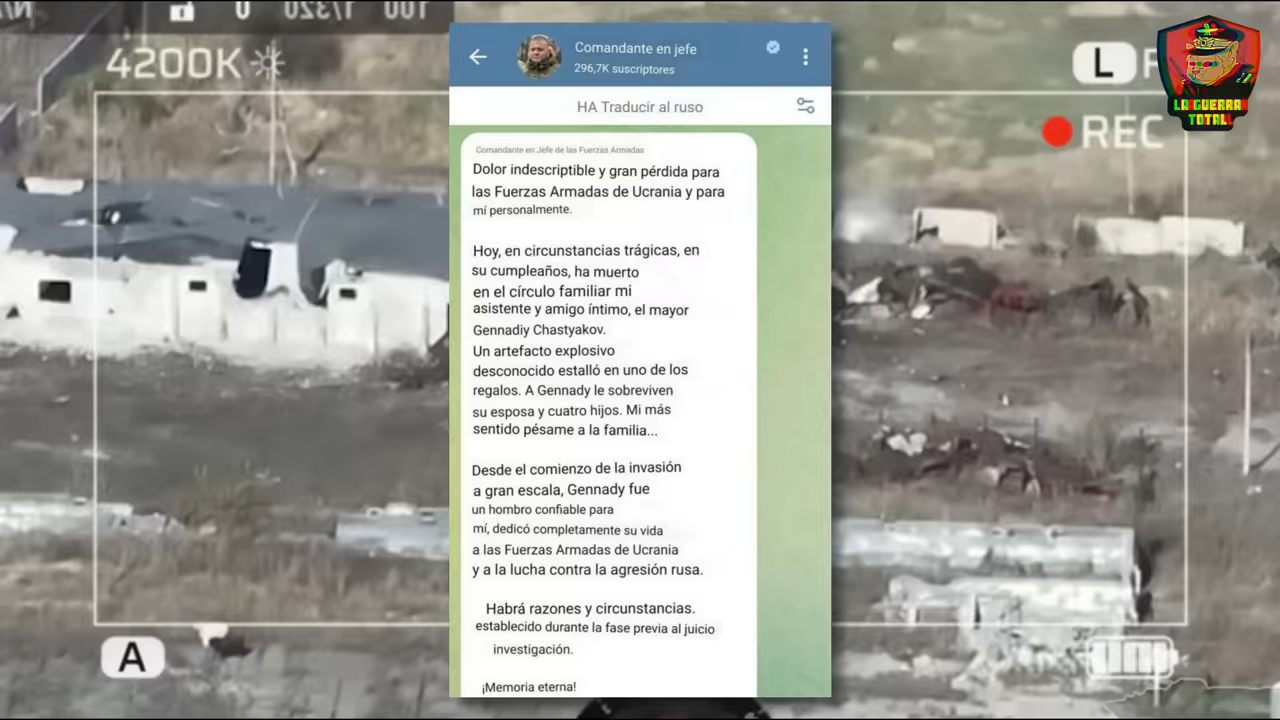 0
4200K
L
REC
LA GUERRA
TOTAL
A
Comandante en jefe
296,7K suscriptores
HA Traducir al ruso
Comandante en Jefe de las Fuerzas Armadas
Dolor indescriptible y gran pérdida para
las Fuerzas Armadas de Ucrania y para
mí personalmente.
Hoy, en circunstancias trágicas, en
su cumpleaños, ha muerto
en el círculo familiar mi
asistente y amigo íntimo, el mayor
Gennadiy Chastyakov.
Un artefacto explosivo
desconocido estalló en uno de los
regalos. A Gennady le sobreviven
su esposa y cuatro hijos. Mi más
sentido pésame a la familia...
Desde el comienzo de la invasión
a gran escala, Gennady fue
un hombro confiable para
mí, dedicó completamente su vida
a las Fuerzas Armadas de Ucrania
y a la lucha contra la agresión rusa.
Habrá razones y circunstancias.
establecido durante la fase previa al juicio
investigación.
¡Memoria eterna!